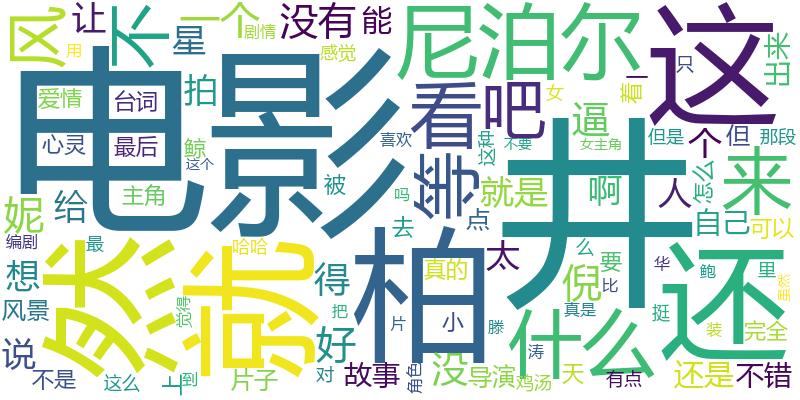 风
让
不
星
一个
剧情
用
没有
能
感觉
尼泊尔
这
只
出来
爱情
台词
拍
电影
看
吧
女
逼
着
一
心灵
最后
鲸
这个
喜欢
等
这种
不要
女主角
但是
个
但
那段
妮
给
主角
被
吗
去
点
就是
啊
井
人
怎么
来
自己
可以
编剧
最
然
就
哈哈
得
柏
真的
太
倪
么
要
比
还
华
鲍
里
想
风景
觉得
把
好
片
小
滕
什么
真是
挺
装
完全
说
不是
这么
上
到
片子
对
故事
角色
没
导演
鸡汤
涛
天
有点
还是
不错